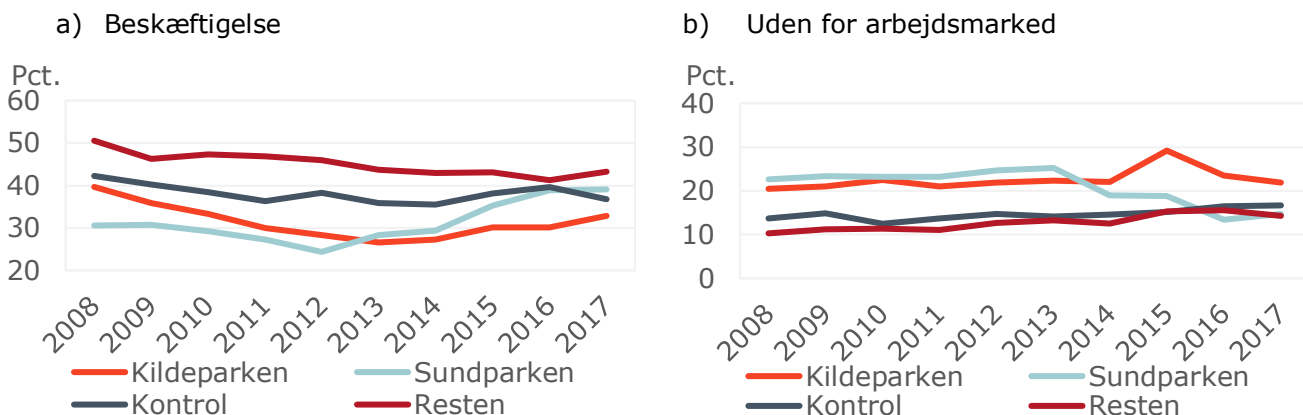 a) Beskæftigelse
Pct.
60
50
40
30
20
2008 2009 2010 2011 2012 2013 2014 2015 2016 2017
Kildeparken Sundparken
Kontrol Resten
b) Uden for arbejdsmarked
Pct.
40
30
20
10
0
2008 2009 2010 2011 2012 2013 2014 2015 2016 2017
Kildeparken Sundparken
Kontrol Resten